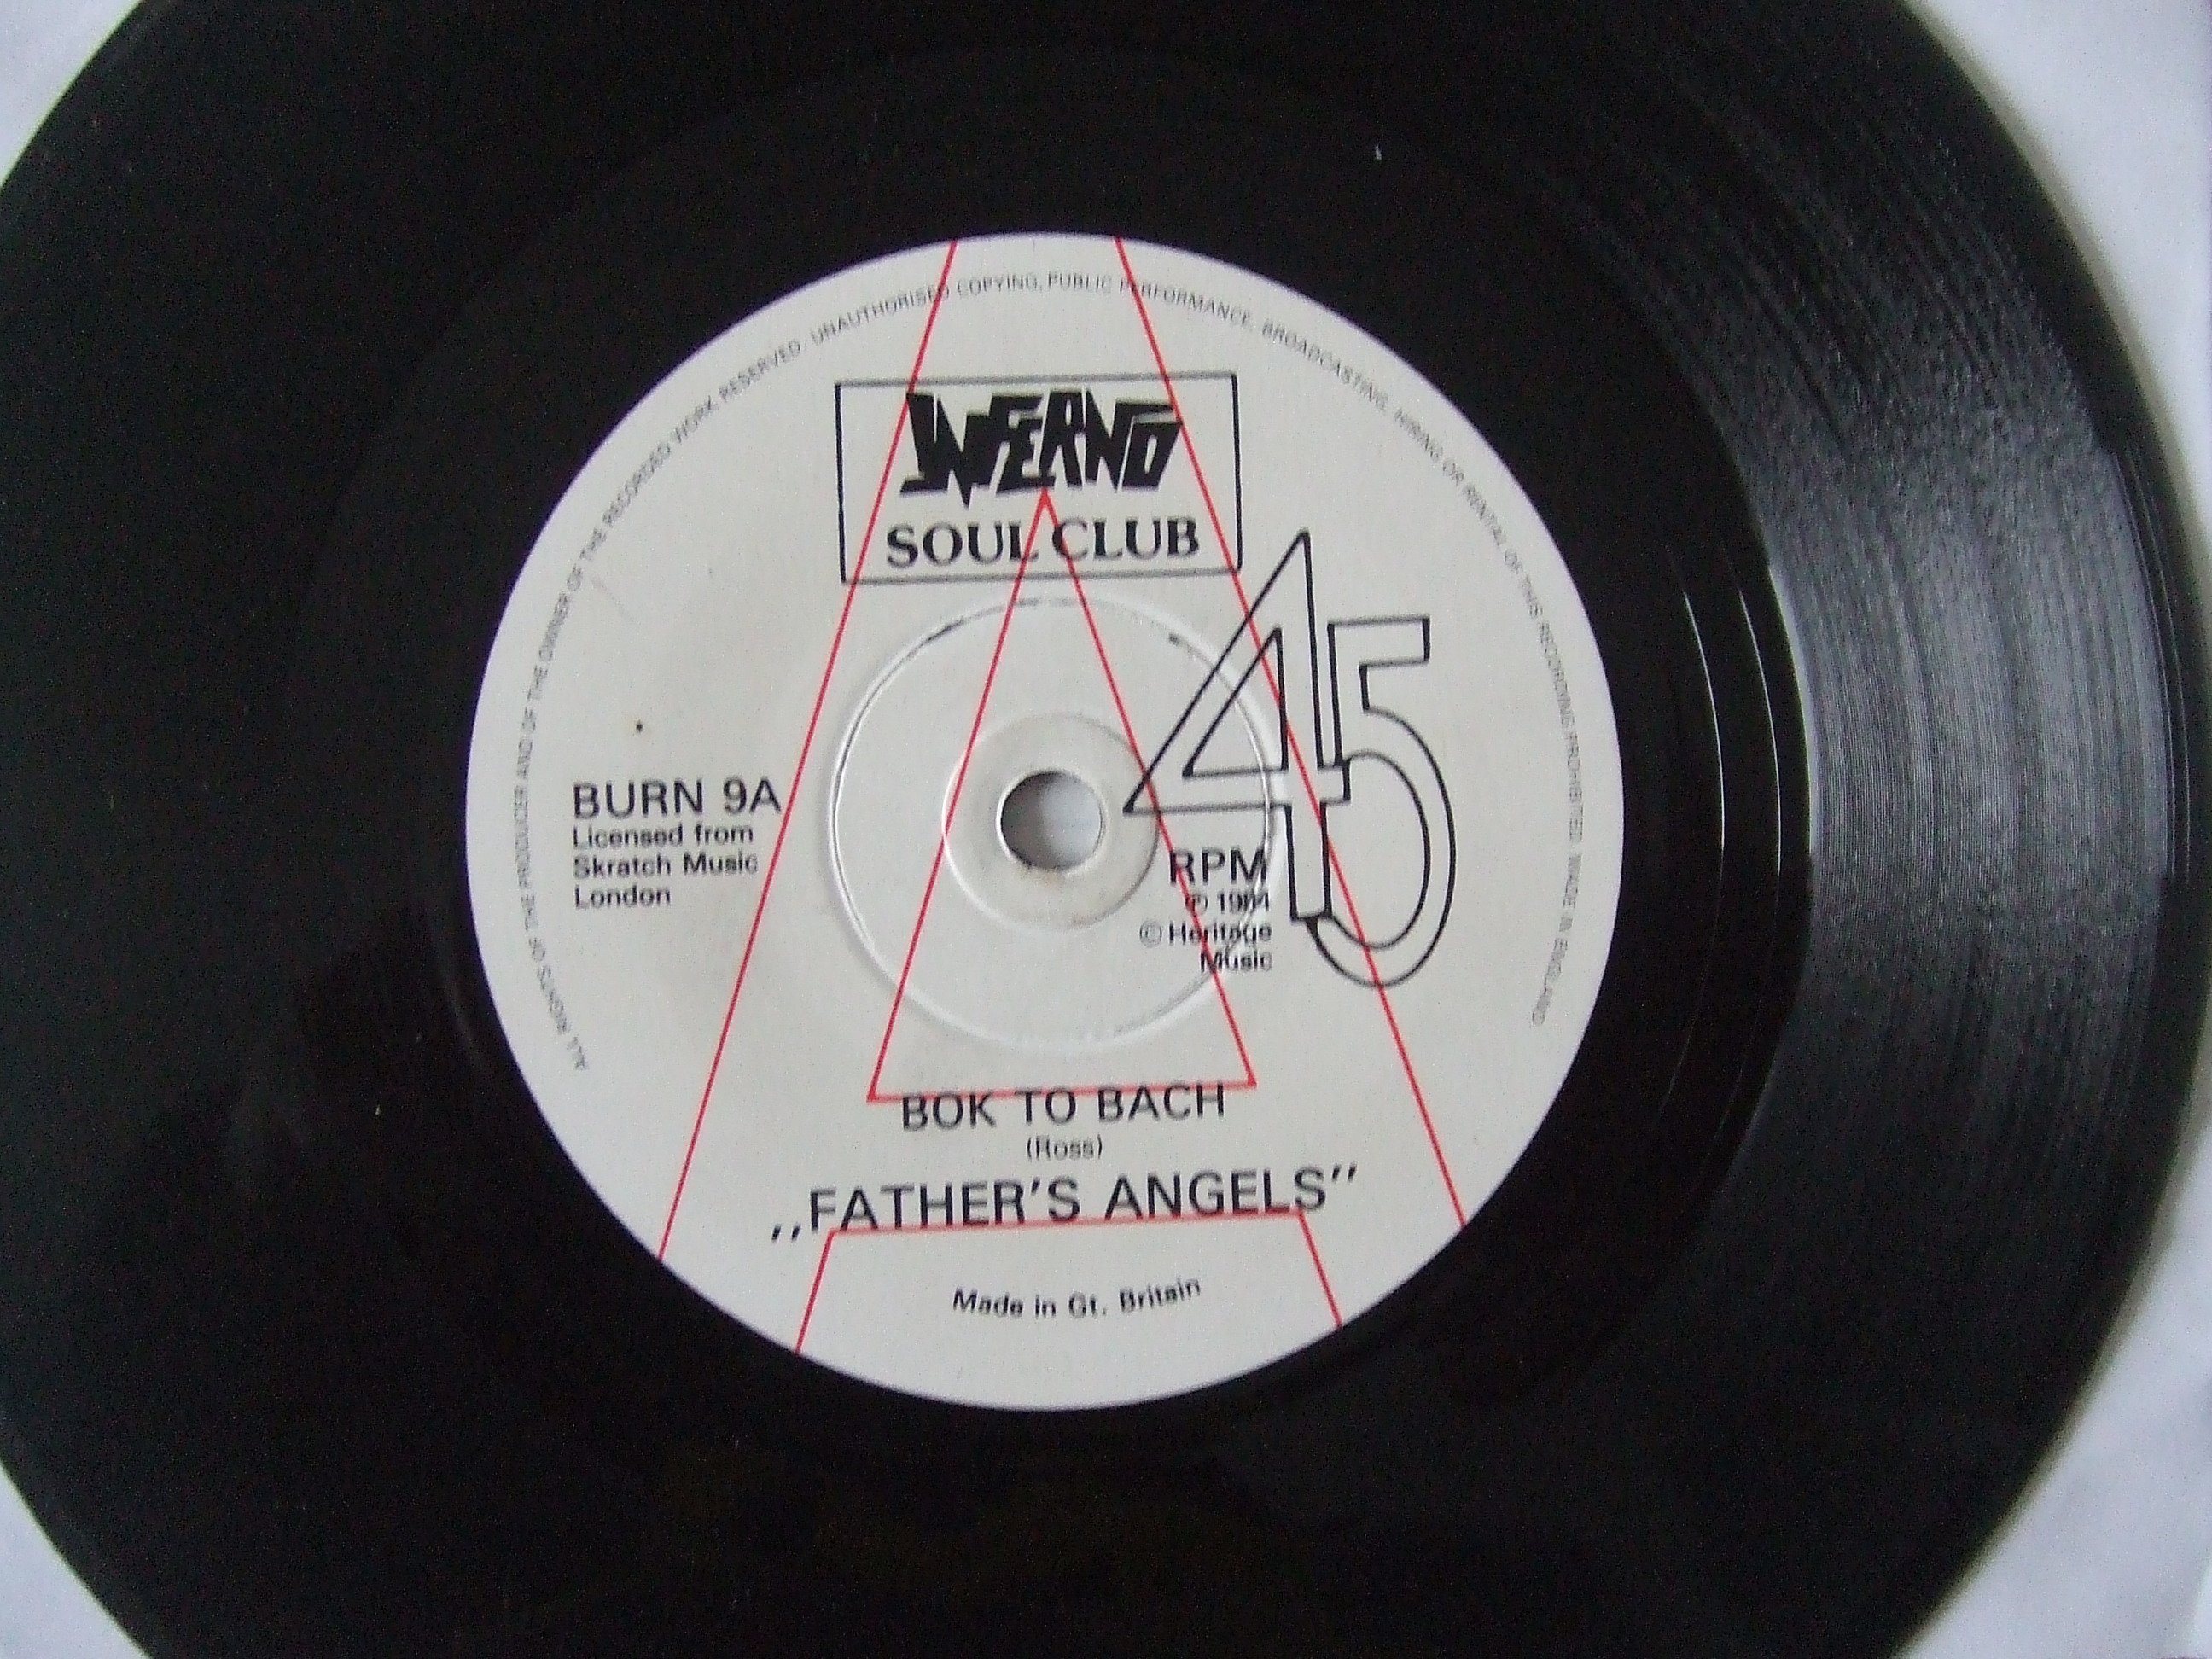 ALL RIGHTS OF THE PRODUCER AND OF THE OWNER OF THE RECORDED WORK RESERVED. UNAUTHORISED COPYING, PUBLIC PERFORMANCE, BROADCASTING, HIRING OR RENTAL OF THIS RECORDING PROHIBITED. MADE IN ENGLAND
INFERNO
SOUL CLUB
45
RPM
BURN 9A
Licensed from
Skratch Music
London
℗ 1984
© Heritage
Music
BOK TO BACH
(Ross)
,,FATHER'S ANGELS"
Made in Gt. Britain